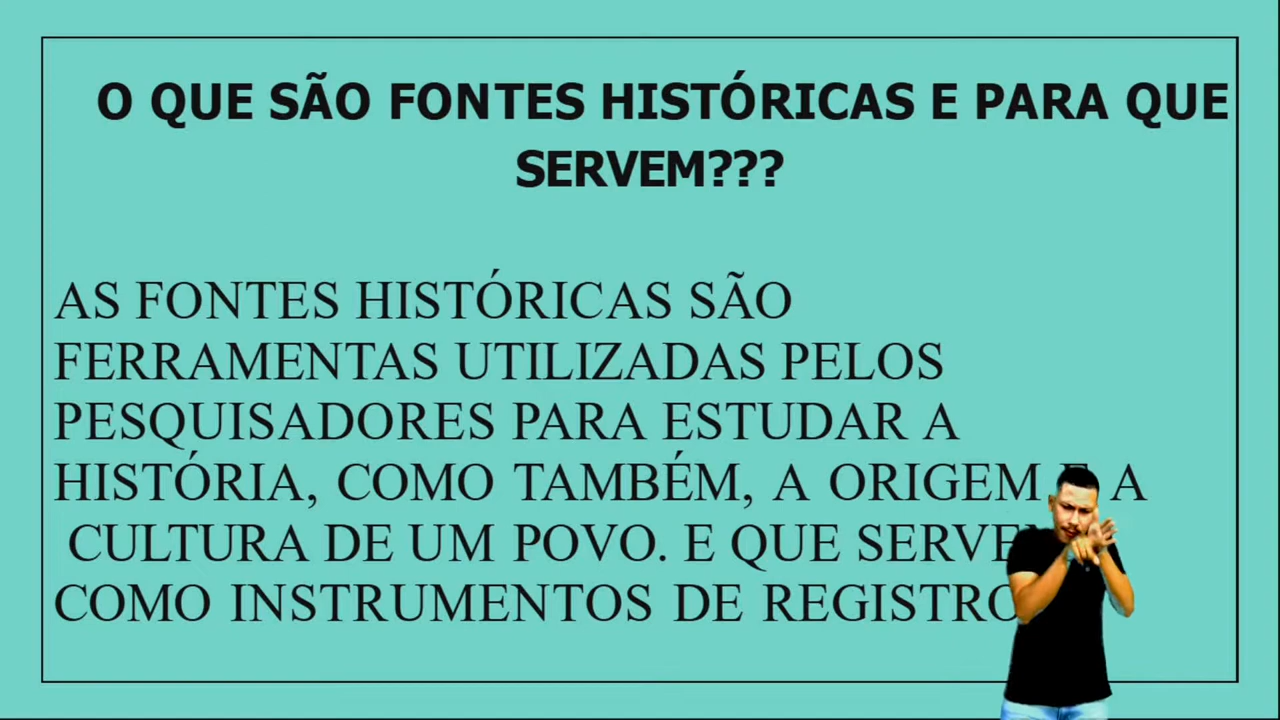 O QUE SÃO FONTES HISTÓRICAS E PARA QUE
SERVEM???
AS FONTES HISTÓRICAS SÃO
FERRAMENTAS UTILIZADAS PELOS
PESQUISADORES PARA ESTUDAR A
HISTÓRIA, COMO TAMBÉM, A ORIGEM E A
CULTURA DE UM POVO. E QUE
COMO INSTRUMENTOS DE